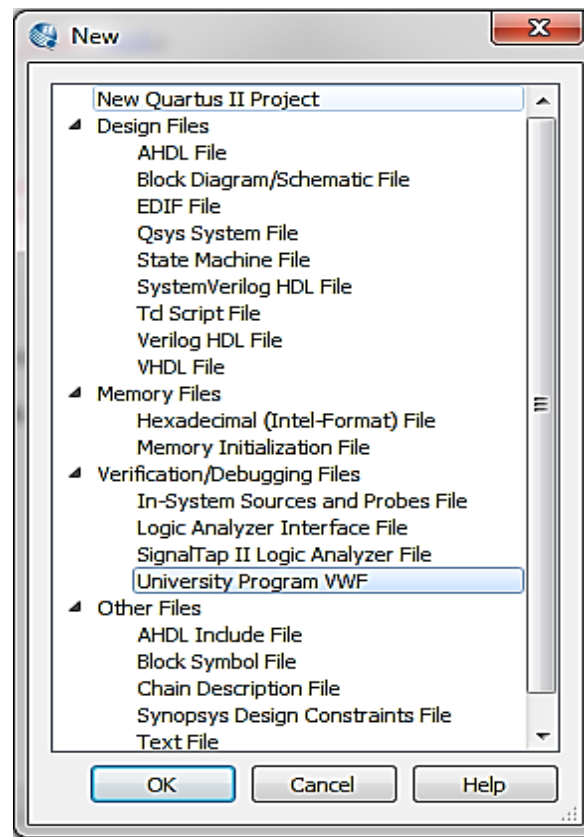 New
New Quartus II Project
Design Files
AHDL File
Block Diagram/Schematic File
EDIF File
Qsys System File
State Machine File
SystemVerilog HDL File
Tcl Script File
Verilog HDL File
VHDL File
Memory Files
Hexadecimal (Intel-Format) File
Memory Initialization File
Verification/Debugging Files
In-System Sources and Probes File
Logic Analyzer Interface File
SignalTap II Logic Analyzer File
University Program VWF
Other Files
AHDL Include File
Block Symbol File
Chain Description File
Synopsys Design Constraints File
Text File
OK Cancel Help